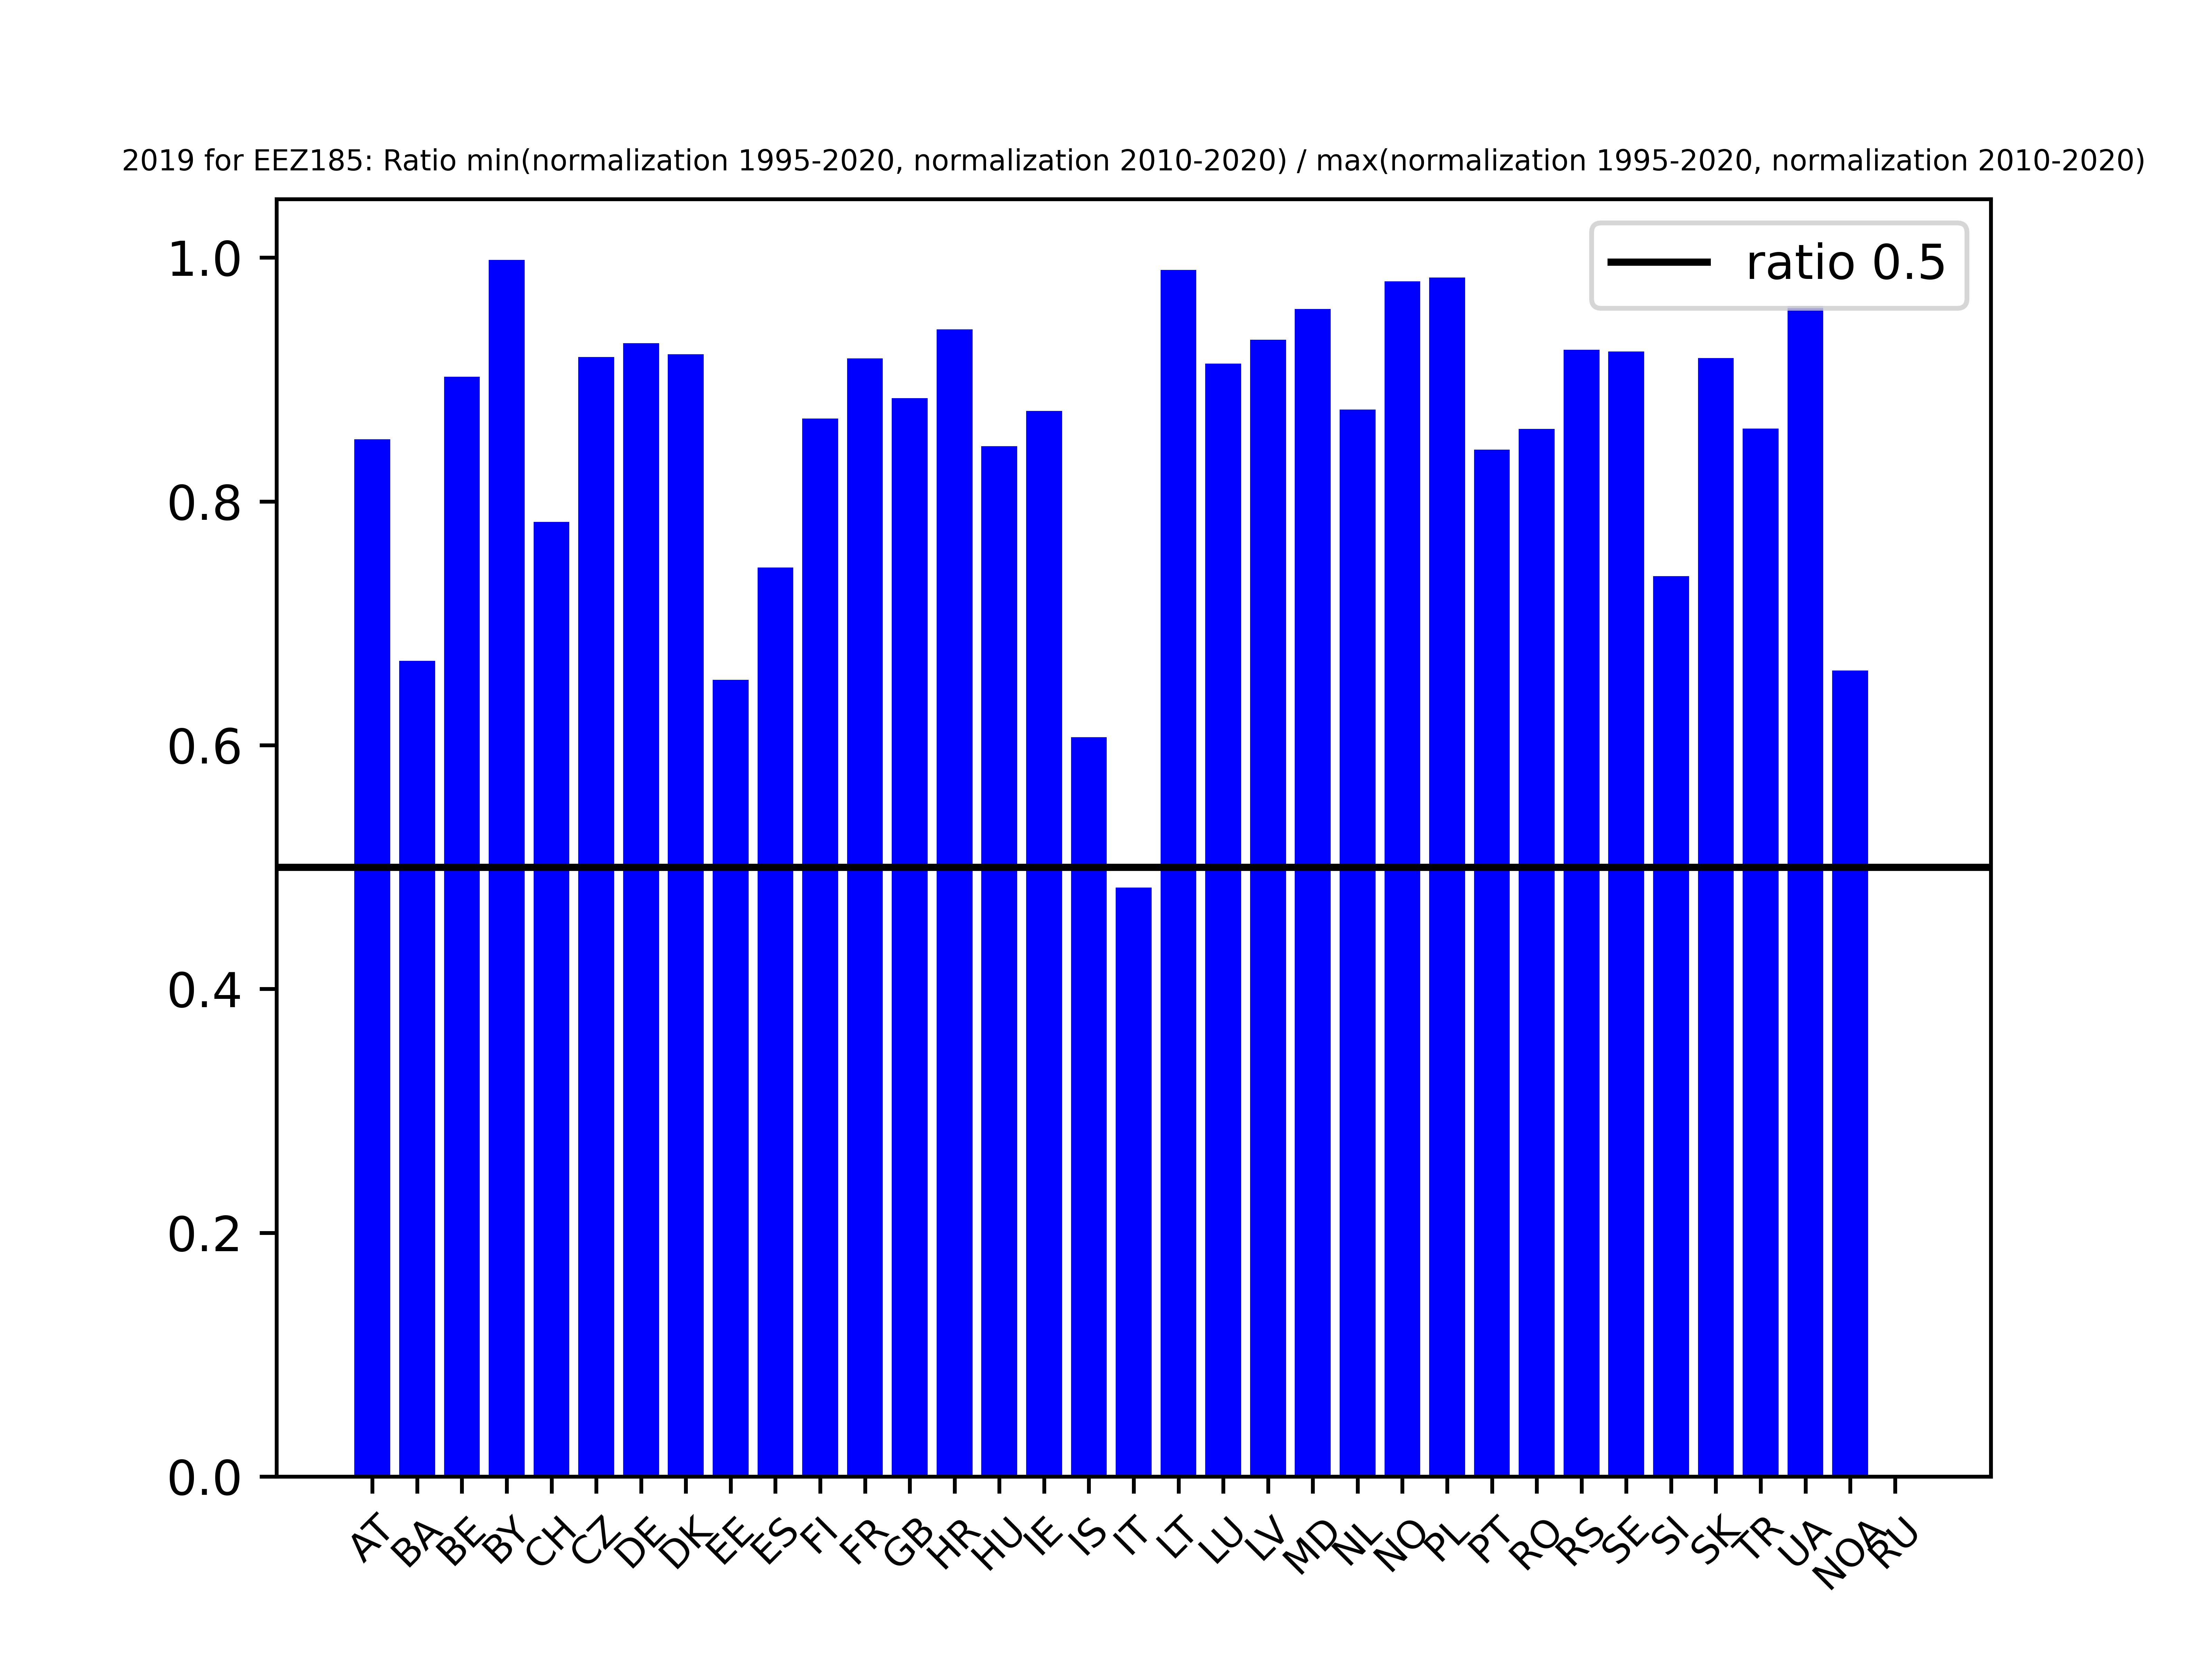 2019 for EEZ185: Ratio min(normalization 1995-2020, normalization 2010-2020) / max(normalization 1995-2020, normalization 2010-2020)
ratio 0.5
1.0
0.8
0.6
0.4
0.2
0.0
AT BA BE BY CH CZ DE DK EE ES FI FR GB HR HU IE IS IT LT LU LV MD NL NO PL PT RO RS SE SI SK TR UA NOA RU